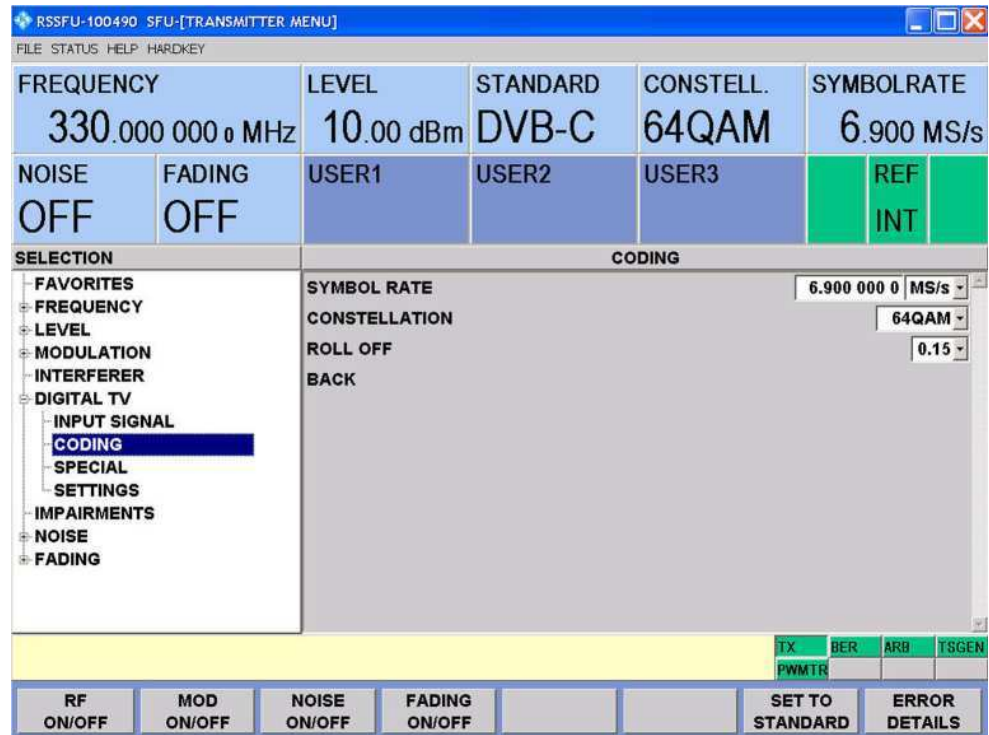 RSSFU-100490 SFU-[TRANSMITTER MENU]
FILE STATUS HELP HARDKEY
FREQUENCY LEVEL STANDARD CONSTELL. SYMBOLRATE
330.000 000 0 MHz 10.00 dBm DVB-C 64QAM 6.900 MS/s
NOISE FADING USER1 USER2 USER3 REF
OFF OFF INT
SELECTION CODING
FAVORITES
FREQUENCY
LEVEL
MODULATION
INTERFERER
DIGITAL TV
INPUT SIGNAL
CODING
SPECIAL
SETTINGS
IMPAIRMENTS
NOISE
FADING
SYMBOL RATE 6.900 000 0 MS/s
CONSTELLATION 64QAM
ROLL OFF 0.15
BACK
TX BER ARB TSGEN
PWMTR
RF ON/OFF
MOD ON/OFF
NOISE ON/OFF
FADING ON/OFF
SET TO STANDARD
ERROR DETAILS